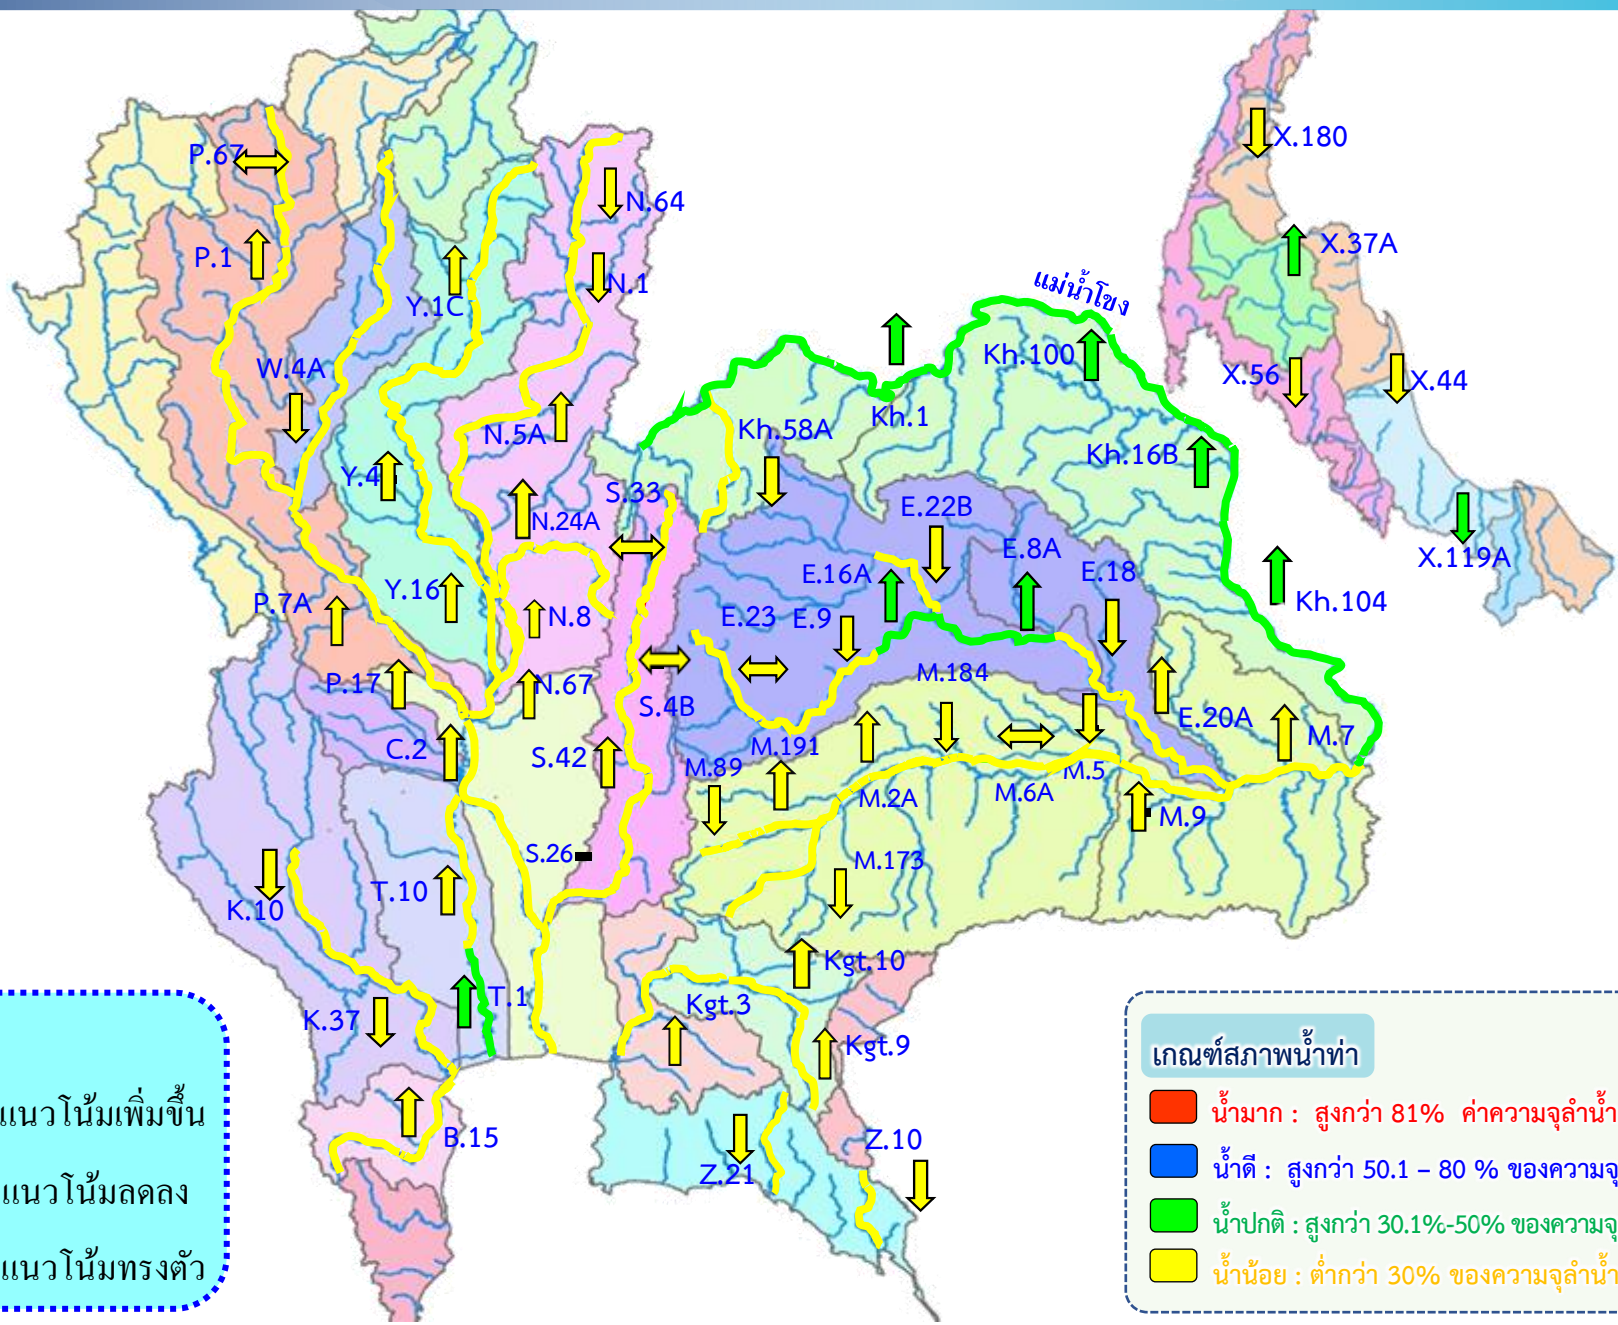 P.67
X.180
N.64
P.1
X.37A
N.1
แม่น้ำโขง
Y.1C
Kh.100
W.4A
X.56
X.44
Kh.1
Kh.58A
N.5A
Kh.16B
Y.4
S.33
E.22B
N.24A
E.8A
X.119A
E.16A
E.18
Y.16
P.7A
Kh.104
N.8
E.23
E.9
M.184
P.17
N.67
S.4B
E.20A
M.7
C.2
S.42
M.191
M.89
M.5
M.2A
M.6A
M.9
S.26
M.173
T.10
K.10
Kgt.10
T.1
Kgt.3
K.37
Kgt.9
B.15
Z.10
Z.21
แนวโน้มเพิ่มขึ้น
แนวโน้มลดลง
แนวโน้มทรงตัว
เกณฑ์สภาพน้ำท่า
น้ำมาก : สูงกว่า 81% ค่าความจุลำน้ำ
น้ำดี : สูงกว่า 50.1 – 80 % ของความจุ
น้ำปกติ : สูงกว่า 30.1%-50% ของความจุ
น้ำน้อย : ต่ำกว่า 30% ของความจุลำน้ำ